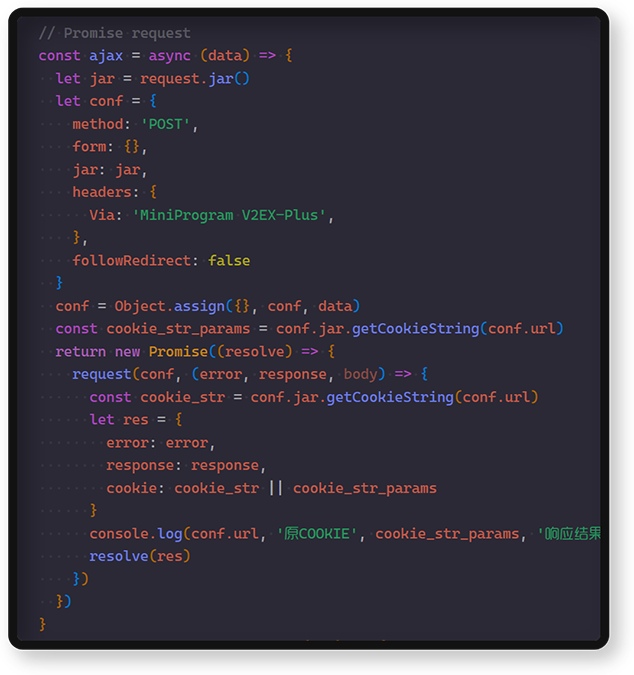 // Promise request
const ajax = async (data) => {
  let jar = request.jar()
  let conf = {
    method: 'POST',
    form: {},
    jar: jar,
    headers: {
      Via: 'MiniProgram V2EX-Plus',
    },
    followRedirect: false
  }
  conf = Object.assign({}, conf, data)
  const cookie_str_params = conf.jar.getCookieString(conf.url)
  return new Promise((resolve) => {
    request(conf, (error, response, body) => {
      const cookie_str = conf.jar.getCookieString(conf.url)
      let res = {
        error: error,
        response: response,
        cookie: cookie_str || cookie_str_params
      }
      console.log(conf.url, '原COOKIE', cookie_str_params, '响应结果
      resolve(res)
    })
  })
}